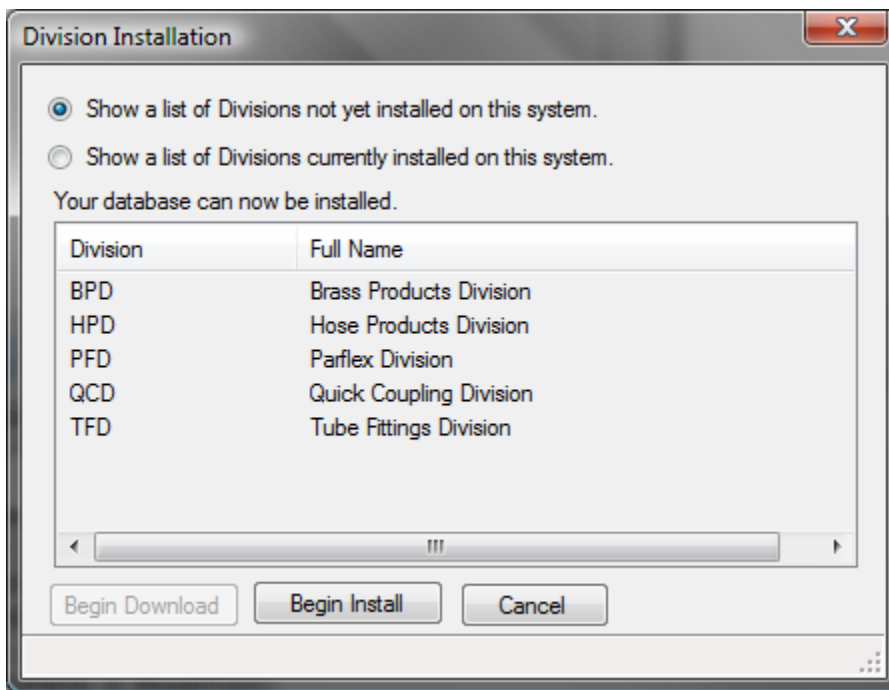 Division Installation
Show a list of Divisions not yet installed on this system.
Show a list of Divisions currently installed on this system.
Your database can now be installed.
Division Full Name
BPD Brass Products Division
HPD Hose Products Division
PFD Parflex Division
QCD Quick Coupling Division
TFD Tube Fittings Division
Begin Download Begin Install Cancel